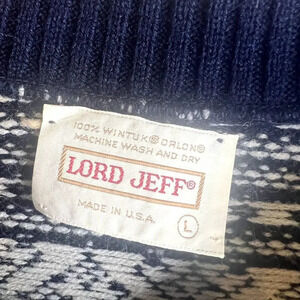 100% WINTUK® ORLON®
MACHINE WASH AND DRY
LORD JEFF®
MADE IN U.S.A.
L